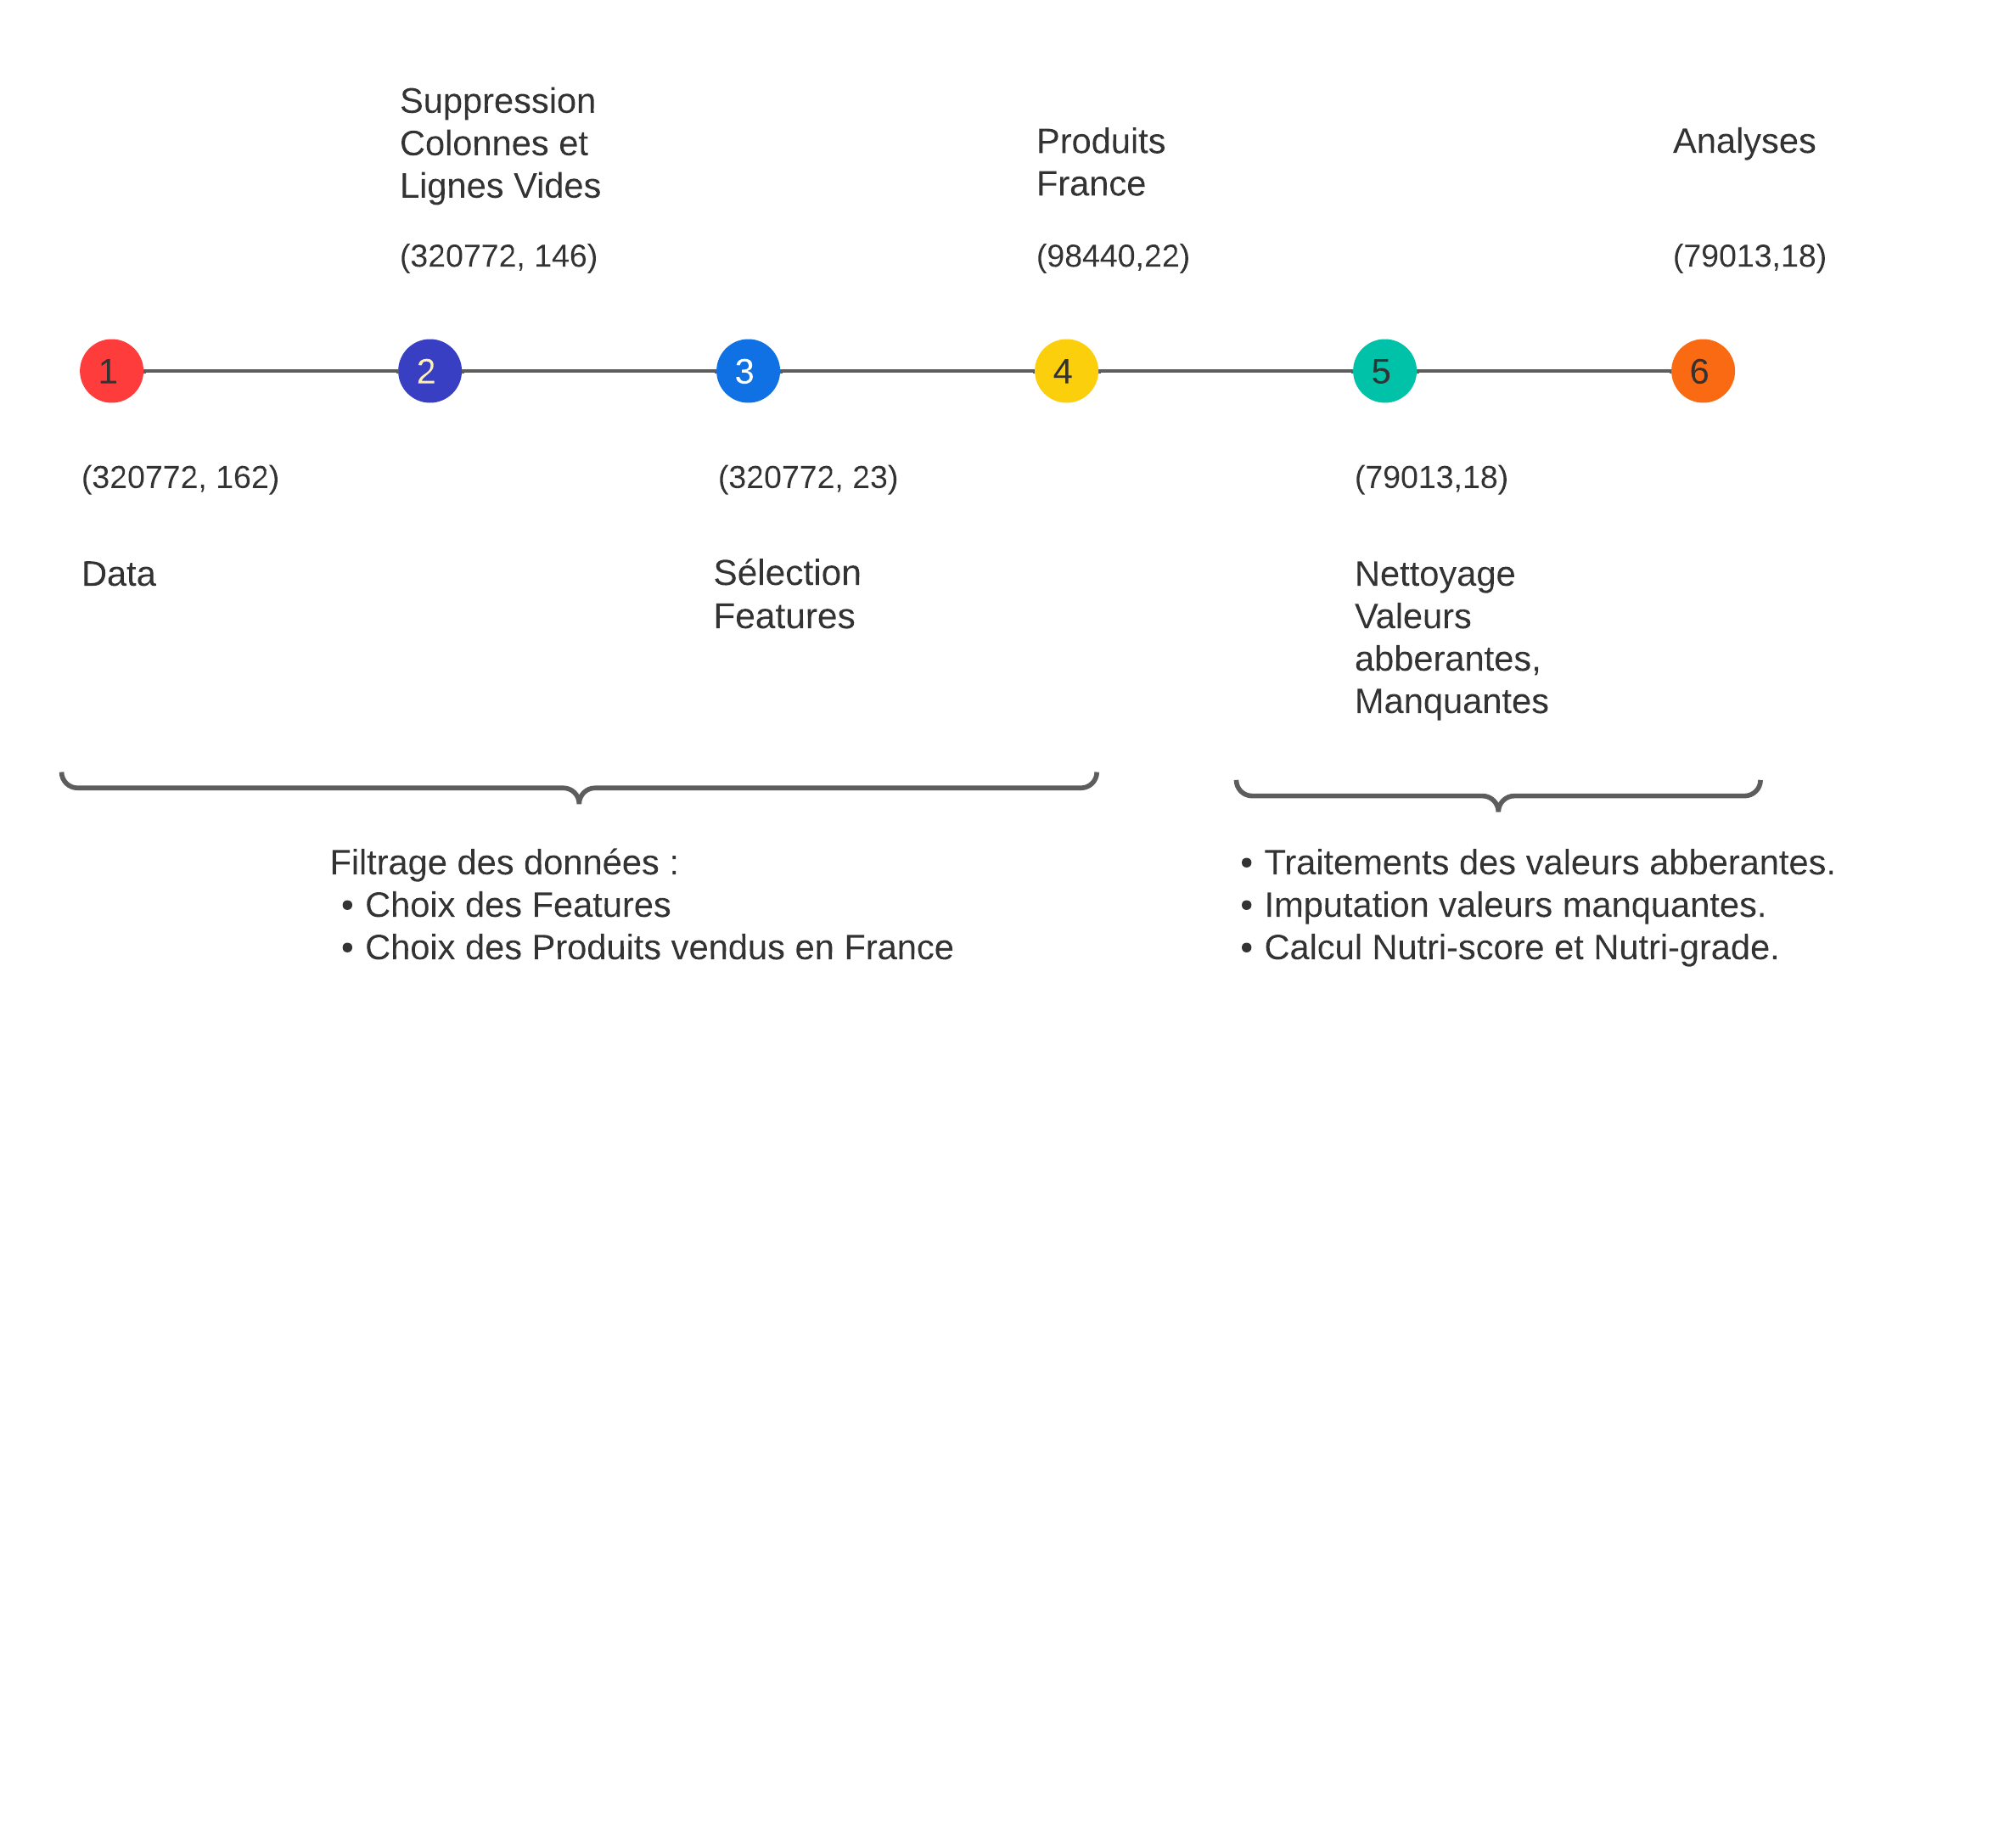 Suppression
Colonnes et
Lignes Vides
(320772, 146)
Produits
France
(98440,22)
Analyses
(79013,18)
1
2
3
4
5
6
(320772, 162)
Data
(320772, 23)
Sélection
Features
(79013,18)
Nettoyage
Valeurs
abberantes,
Manquantes
Filtrage des données :
• Choix des Features
• Choix des Produits vendus en France
• Traitements des valeurs abberantes.
• Imputation valeurs manquantes.
• Calcul Nutri-score et Nutri-grade.